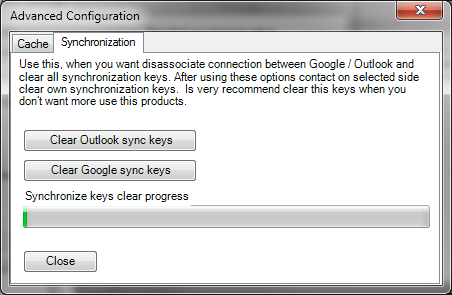 Advanced Configuration
Cache Synchronization
Use this, when you want disassociate connection between Google / Outlook and
clear all synchronization keys. After using these options contact on selected side
clear own synchronization keys.  Is very recommend clear this keys when you
don't want more use this products.
Clear Outlook sync keys
Clear Google sync keys
Synchronize keys clear progress
Close